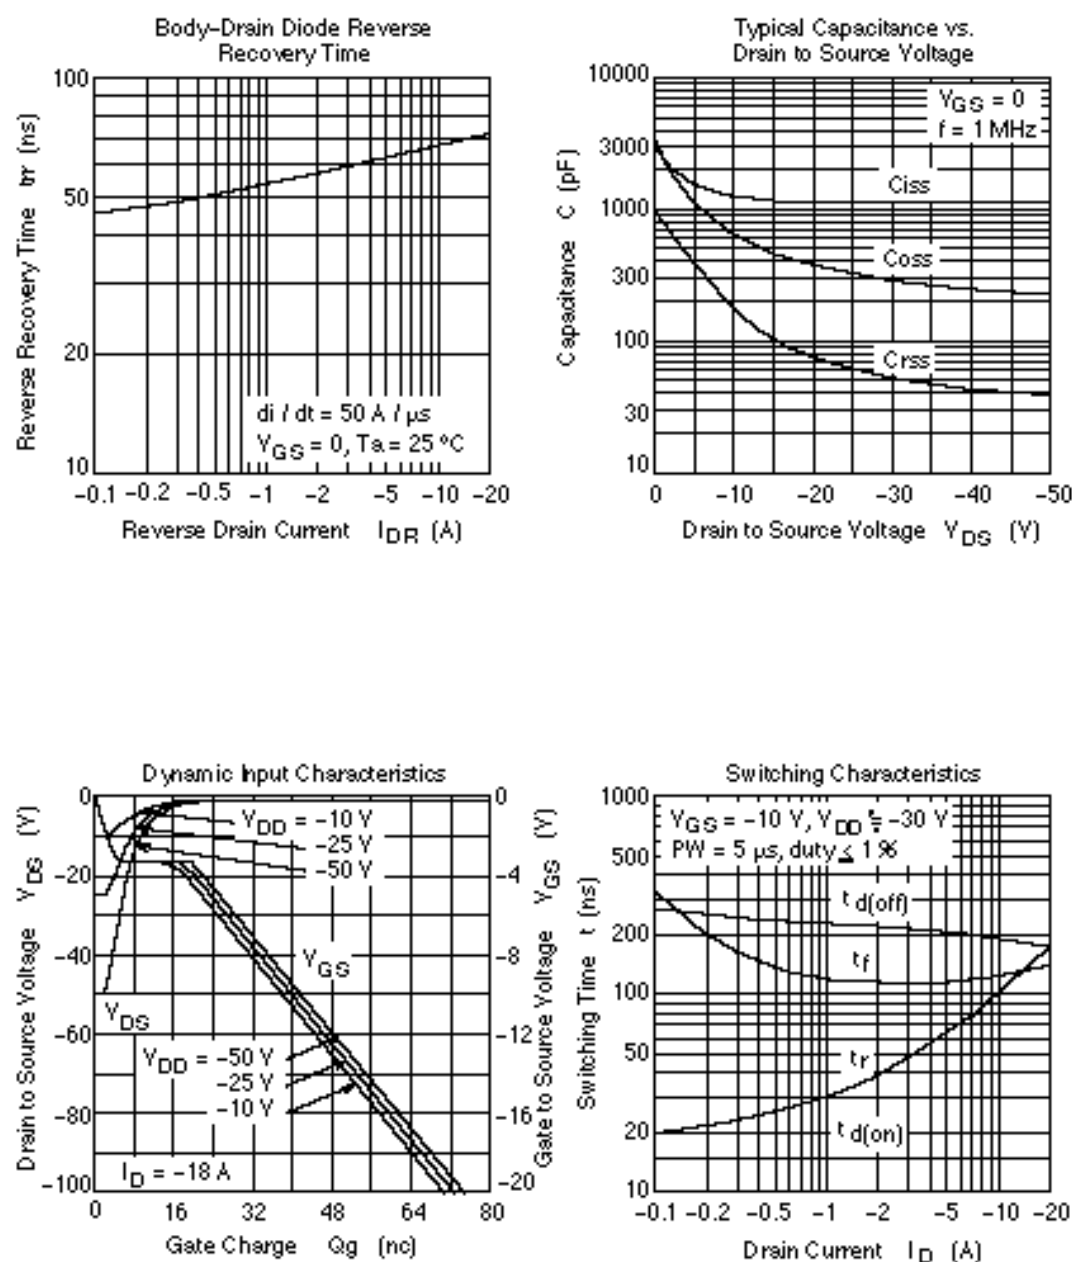 Body–Drain Diode Reverse
Recovery Time
100
50
20
10
Reverse Recovery Time trr (ns)
di / dt = 50 A / μs
VGS = 0, Ta = 25 °C
–0.1 –0.2 –0.5 –1 –2 –5 –10 –20
Reverse Drain Current IDR (A)
Typical Capacitance vs.
Drain to Source Voltage
10000
3000
1000
300
100
30
10
Capacitance C (pF)
VGS = 0
f = 1 MHz
Ciss
Coss
Crss
0 –10 –20 –30 –40 –50
Drain to Source Voltage VDS (V)
Dynamic Input Characteristics
0
–20
–40
–60
–80
–100
Drain to Source Voltage VDS (V)
VDD = –10 V
–25 V
–50 V
VGS
VDS
VDD = –50 V
–25 V
–10 V
ID = –18 A
0
–4
–8
–12
–16
–20
Gate to Source Voltage VGS (V)
0 16 32 48 64 80
Gate Charge Qg (nc)
Switching Characteristics
1000
500
200
100
50
20
10
Switching Time t (ns)
VGS = –10 V, VDD ≒ –30 V
PW = 5 μs, duty ≤ 1 %
t d(off)
tf
tr
t d(on)
–0.1 –0.2 –0.5 –1 –2 –5 –10 –20
Drain Current ID (A)